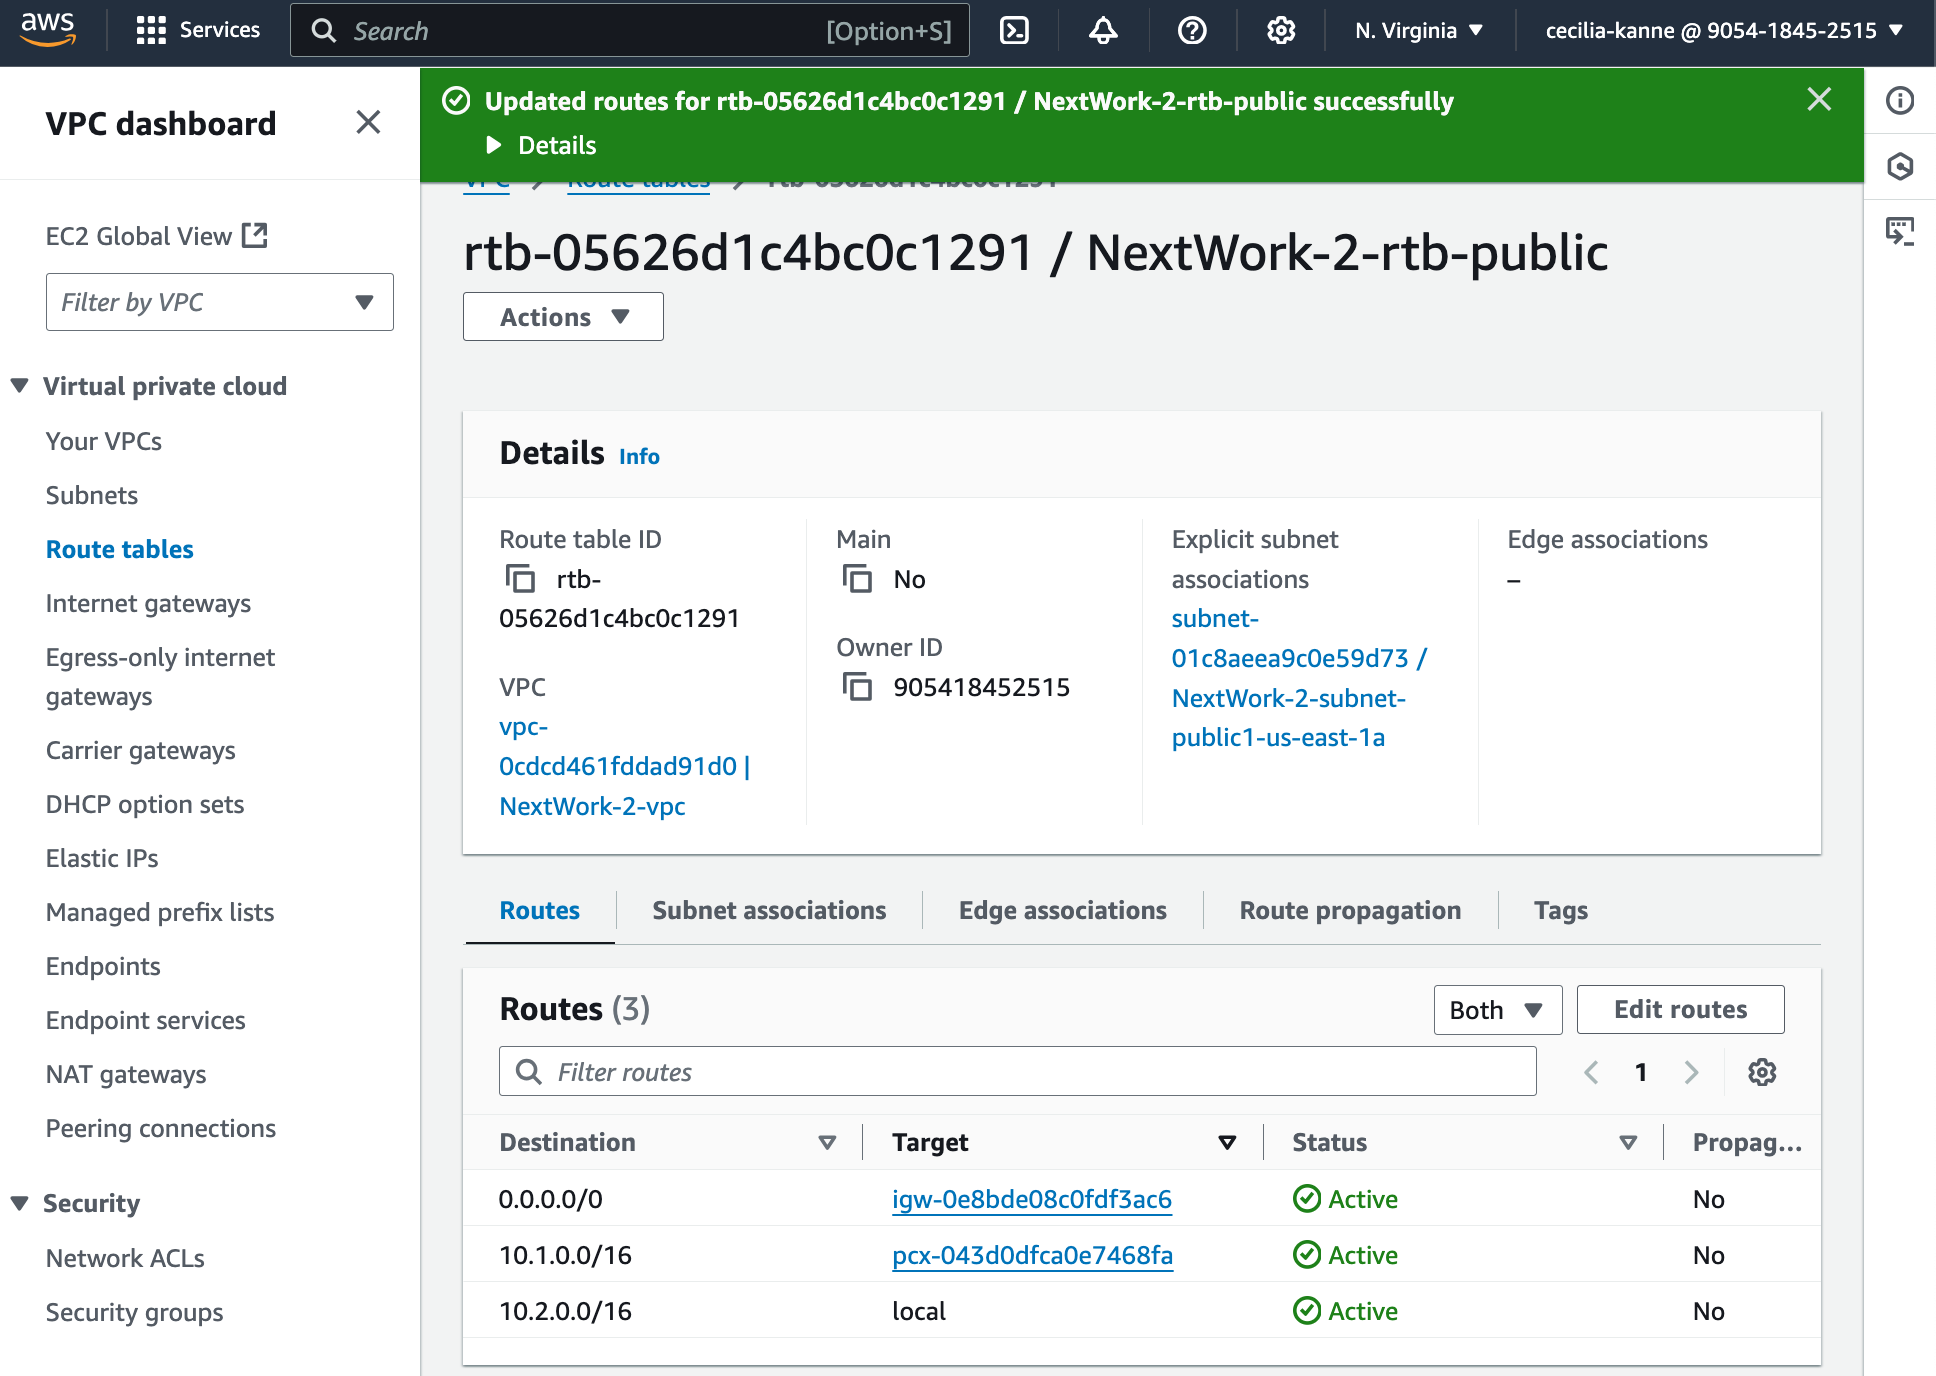 aws
Services
Search
[Option+S]
N. Virginia
cecilia-kanne @ 9054-1845-2515
VPC dashboard
Updated routes for rtb-05626d1c4bc0c1291 / NextWork-2-rtb-public successfully
Details
VPC
Route tables
rtb-05626d1c4bc0c1291
EC2 Global View
Filter by VPC
Virtual private cloud
Your VPCs
Subnets
Route tables
Internet gateways
Egress-only internet
gateways
Carrier gateways
DHCP option sets
Elastic IPs
Managed prefix lists
Endpoints
Endpoint services
NAT gateways
Peering connections
Security
Network ACLs
Security groups
rtb-05626d1c4bc0c1291 / NextWork-2-rtb-public
Actions
Details Info
Route table ID
rtb-
05626d1c4bc0c1291
VPC
vpc-
0cdcd461fddad91d0 |
NextWork-2-vpc
Main
No
Owner ID
905418452515
Explicit subnet
associations
subnet-
01c8aeea9c0e59d73 /
NextWork-2-subnet-
public1-us-east-1a
Edge associations
–
Routes
Subnet associations
Edge associations
Route propagation
Tags
Routes (3)
Both
Edit routes
Filter routes
1
Destination Target Status Propag...
0.0.0.0/0 igw-0e8bde08c0fdf3ac6 Active No
10.1.0.0/16 pcx-043d0dfca0e7468fa Active No
10.2.0.0/16 local Active No